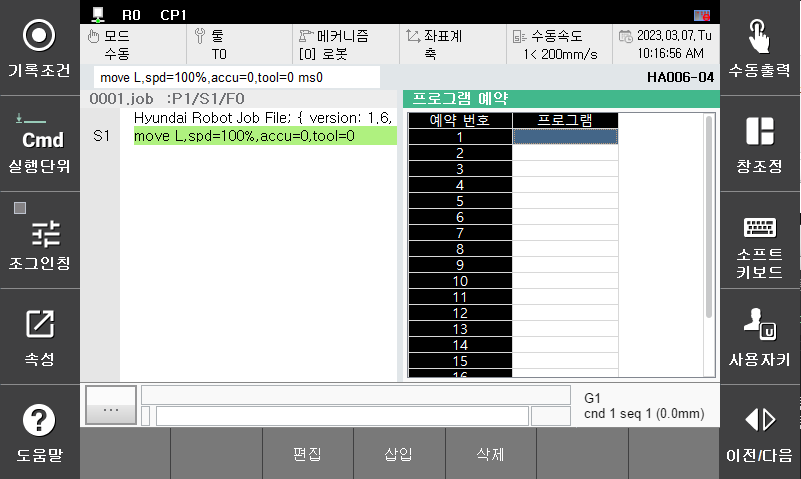 R0 CP1
기록조건
Cmd
실행단위
조그인칭
속성
도움말
모드
수동
툴
T0
메커니즘
[0] 로봇
좌표계
축
수동속도
1< 200mm/s
2023,03,07, Tu
10:16:56 AM
move L,spd=100%,accu=0,tool=0 ms0
HA006-04
0001.job :P1/S1/F0
Hyundai Robot Job File; { version: 1,6,
S1 move L,spd=100%,accu=0,tool=0
프로그램 예약
예약 번호 프로그램
1
2
3
4
5
6
7
8
9
10
11
12
13
14
15
16
...
G1
cnd 1 seq 1 (0.0mm)
편집
삽입
삭제
수동출력
창조정
소프트
키보드
U
사용자키
이전/다음